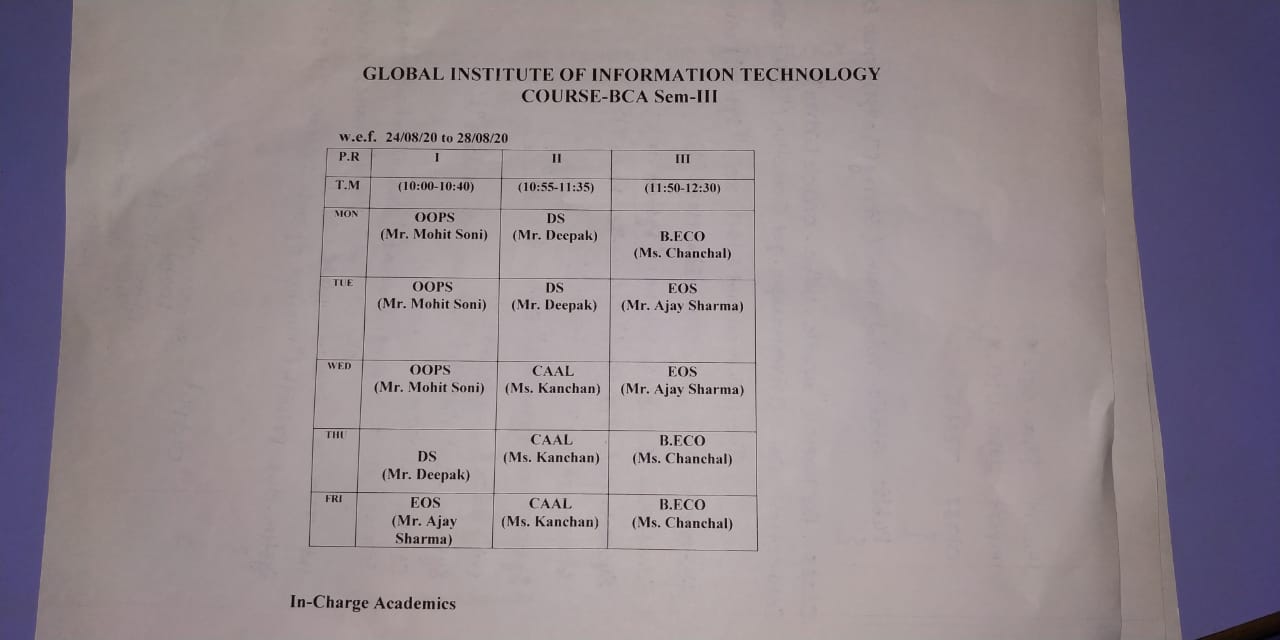 GLOBAL INSTITUTE OF INFORMATION TECHNOLOGY
COURSE-BCA Sem-III
w.e.f. 24/08/20 to 28/08/20
P.R I II III
T.M (10:00-10:40) (10:55-11:35) (11:50-12:30)
MON OOPS DS
(Mr. Mohit Soni) (Mr. Deepak) B.ECO
(Ms. Chanchal)
TUE OOPS DS EOS
(Mr. Mohit Soni) (Mr. Deepak) (Mr. Ajay Sharma)
WED OOPS CAAL EOS
(Mr. Mohit Soni) (Ms. Kanchan) (Mr. Ajay Sharma)
THU CAAL B.ECO
DS (Ms. Kanchan) (Ms. Chanchal)
(Mr. Deepak)
FRI EOS CAAL B.ECO
(Mr. Ajay (Ms. Kanchan) (Ms. Chanchal)
Sharma)
In-Charge Academics